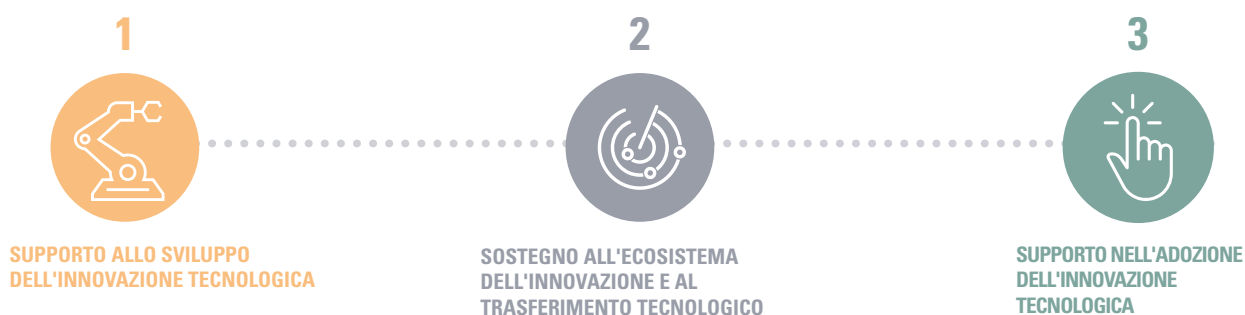 1
SUPPORTO ALLO SVILUPPO
DELL'INNOVAZIONE TECNOLOGICA
2
SOSTEGNO ALL'ECOSISTEMA
DELL'INNOVAZIONE E AL
TRASFERIMENTO TECNOLOGICO
3
SUPPORTO NELL'ADOZIONE
DELL'INNOVAZIONE
TECNOLOGICA